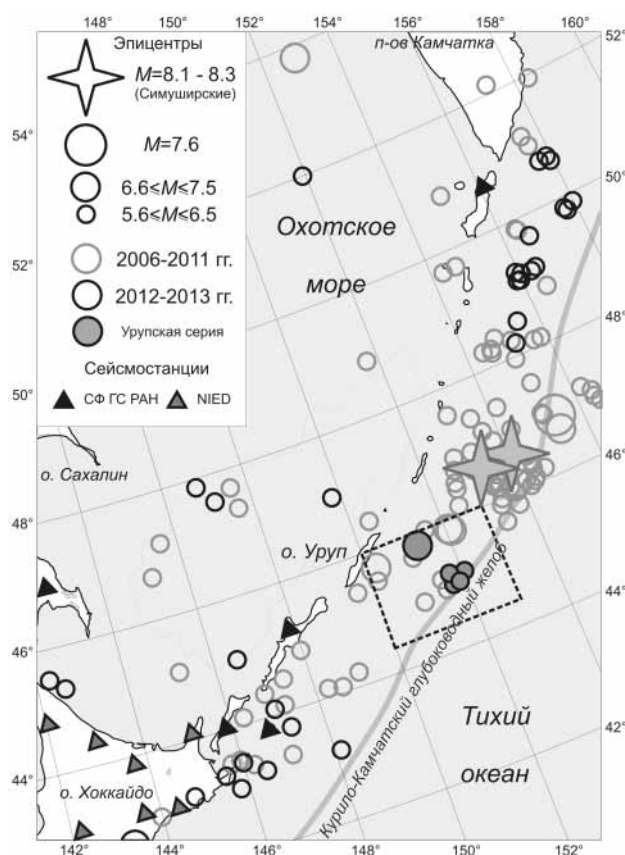 148° 150° 152° 154° 156° 158° 160°
52°
54°
52°
50°
48°
46°
44°
50°
48°
46°
44°
42°
142° 144° 146° 148° 150° 152°
Эпицентры
M=8.1 - 8.3
(Симуширские)
M=7.6
6.6≤M≤7.5
5.6≤M≤6.5
2006-2011 гг.
2012-2013 гг.
Урупская серия
Сейсмостанции
СФ ГС РАН NIED
п-ов Камчатка
Охотское
море
о. Сахалин
о. Уруп
Курило-Камчатский глубоководный желоб
Тихий
океан
о. Хоккайдо